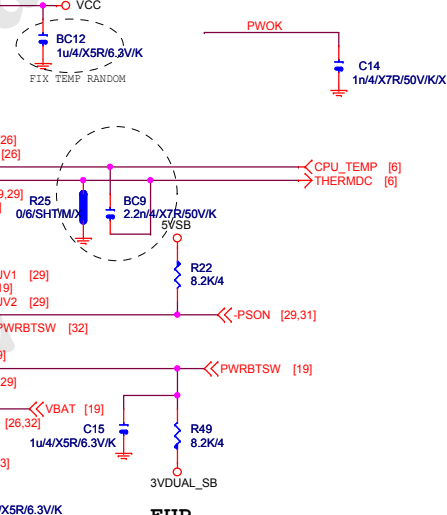 VCC
PWOK
BC12
1u/4/X5R/6.3V/K
FIX TEMP RANDOM
C14
1n/4/X7R/50V/K/X
26]
[26]
CPU_TEMP [6]
THERMDC [6]
9,29]
]
R25
0/6/SHT/M/X
BC9
2.2n/4/X7R/50V/K
5VSB
R22
8.2K/4
UV1 [29]
19]
UV2 [29]
-PSON [29,31]
PWRBTSW [32]
9]
PWRBTSW [19]
29]
VBAT [19]
[26,32]
C15
1u/4/X5R/6.3V/K
R49
8.2K/4
3]
3VDUAL_SB
/X5R/6.3V/K